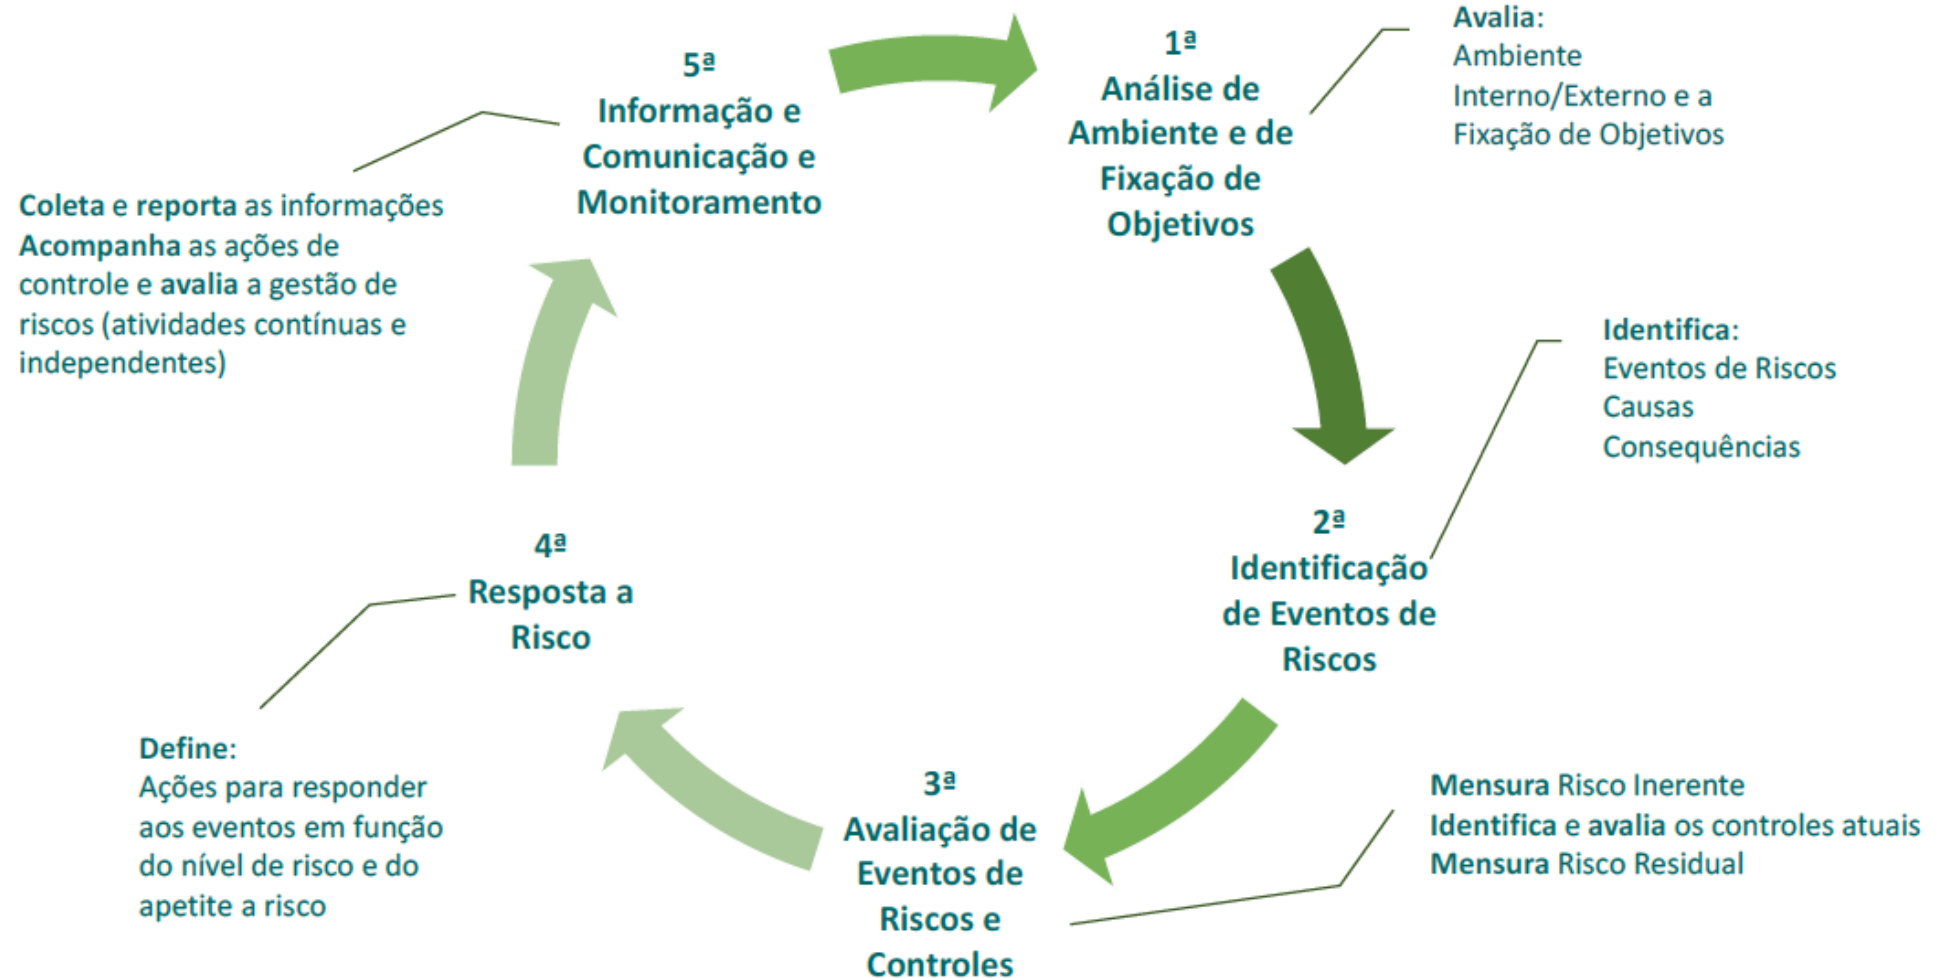 1ª
Análise de
Ambiente e de
Fixação de
Objetivos
Avalia:
Ambiente
Interno/Externo e a
Fixação de Objetivos
2ª
Identificação
de Eventos de
Riscos
Identifica:
Eventos de Riscos
Causas
Consequências
3ª
Avaliação de
Eventos de
Riscos e
Controles
Mensura Risco Inerente
Identifica e avalia os controles atuais
Mensura Risco Residual
4ª
Resposta a
Risco
Define:
Ações para responder
aos eventos em função
do nível de risco e do
apetite a risco
5ª
Informação e
Comunicação e
Monitoramento
Coleta e reporta as informações
Acompanha as ações de
controle e avalia a gestão de
riscos (atividades contínuas e
independentes)